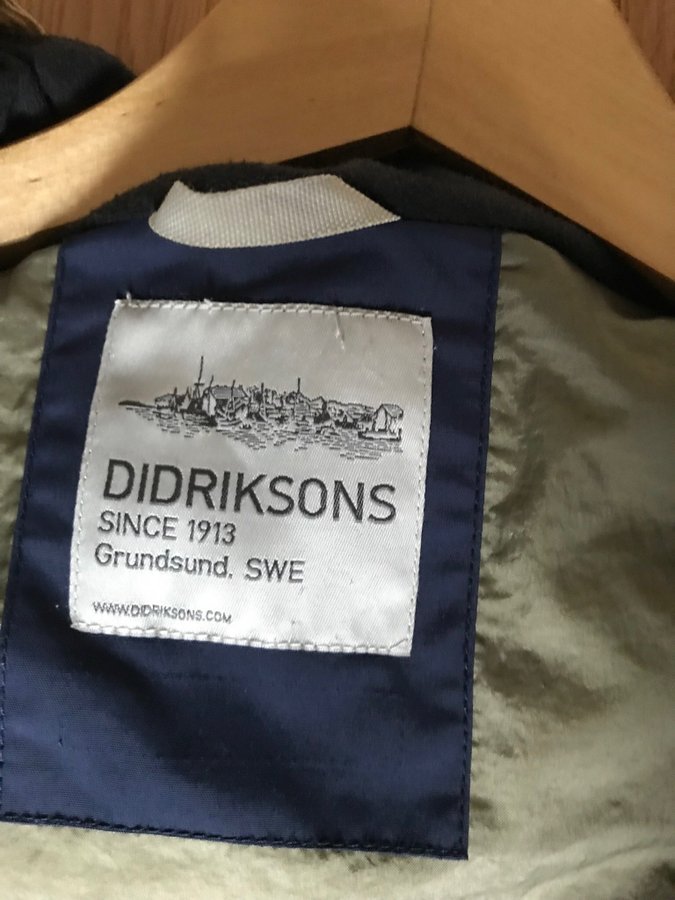 DIDRIKSONS
SINCE 1913
Grundsund. SWE
WWW.DIDRIKSONS.COM